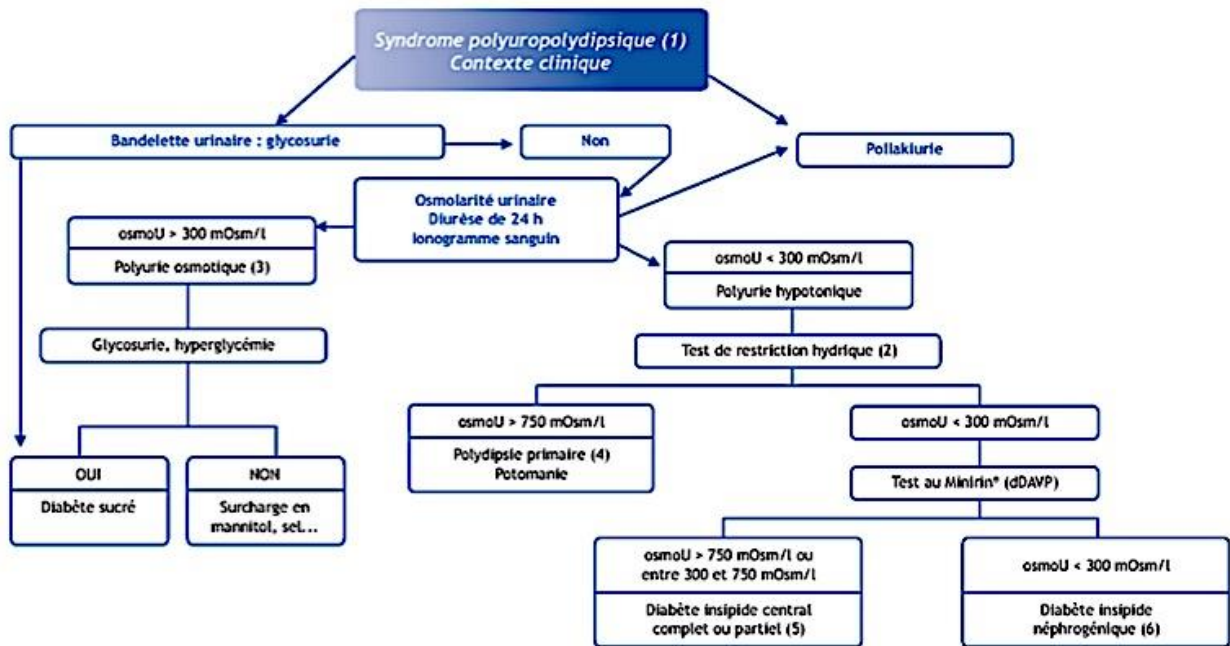 Syndrome polyuropolydipsique (1)
Contexte clinique
Bandelette urinaire : glycosurie
Non
Pollakiurie
Osmolarité urinaire
Diurèse de 24 h
Ionogramme sanguin
osmoU > 300 mOsm/l
Polyurie osmotique (3)
osmoU < 300 mOsm/l
Polyurie hypotonique
Glycosurie, hyperglycémie
Test de restriction hydrique (2)
osmoU > 750 mOsm/l
Polydipsie primaire (4)
Potomanie
osmoU < 300 mOsm/l
OUI
Diabète sucré
NON
Surcharge en
mannitol, sel...
Test au Minirin® (dDAVP)
osmoU > 750 mOsm/l ou
entre 300 et 750 mOsm/l
Diabète insipide central
complet ou partiel (5)
osmoU < 300 mOsm/l
Diabète insipide
néphrogénique (6)